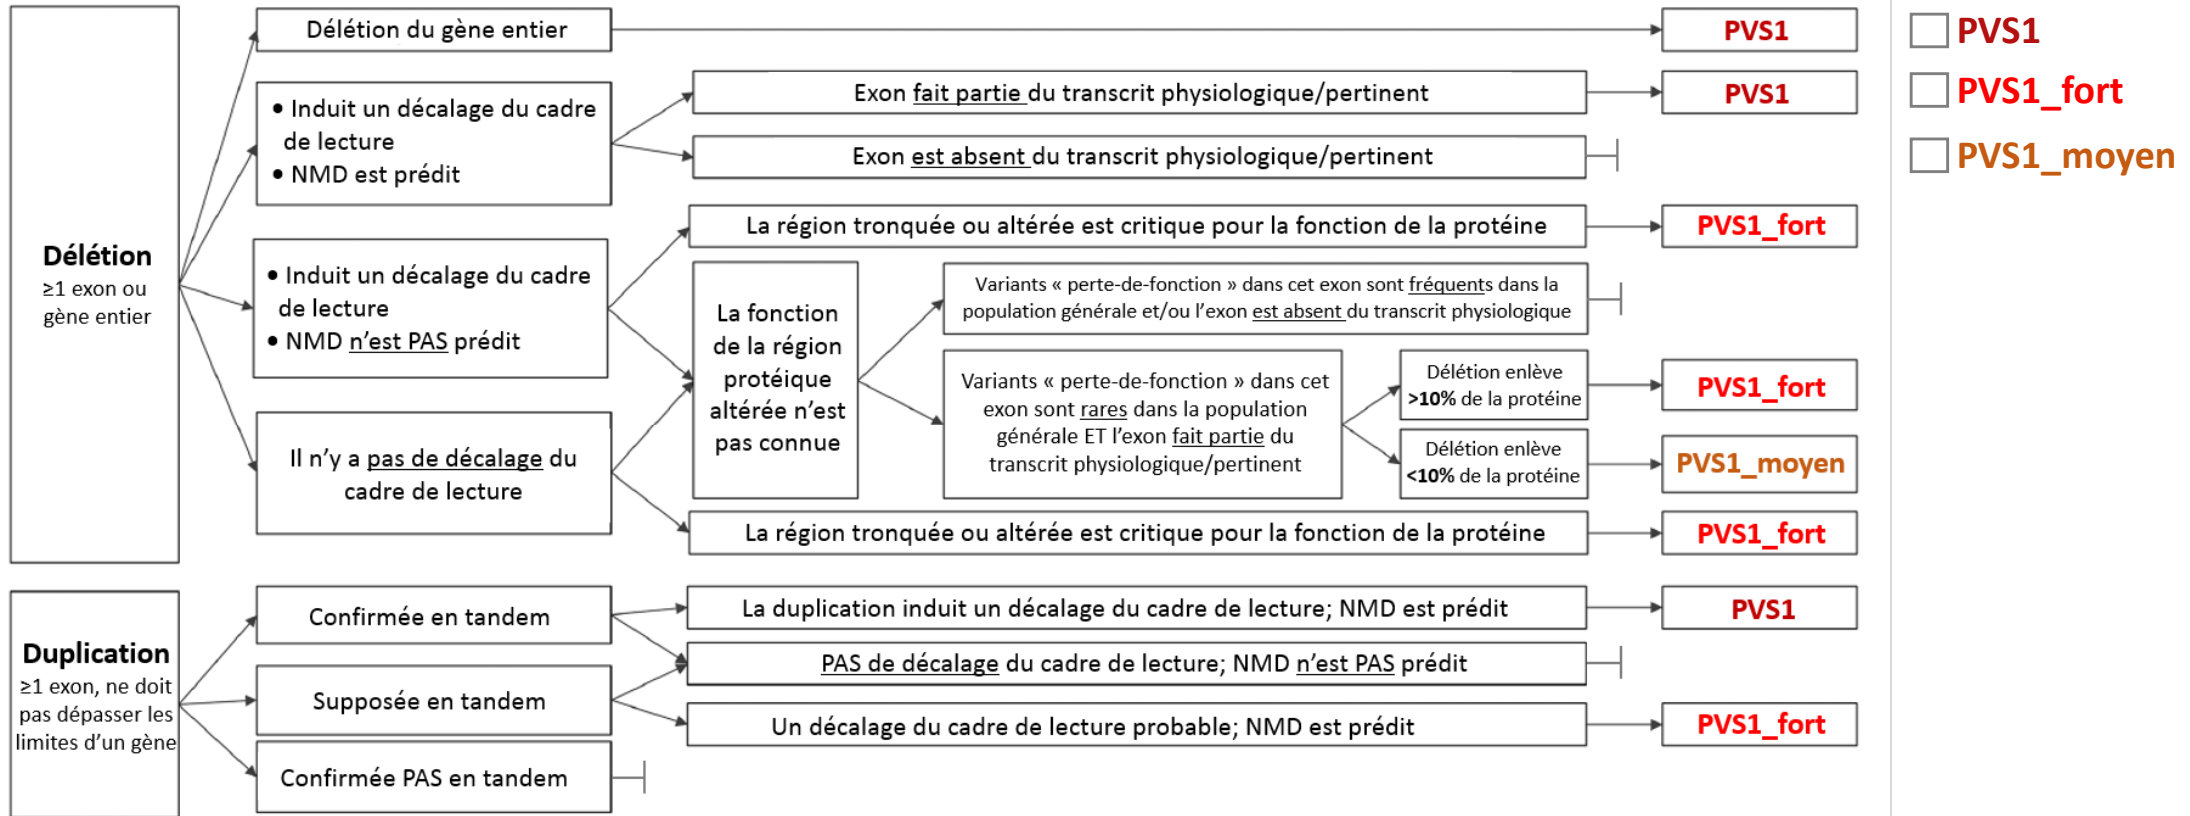 Délétion
≥1 exon ou
gène entier
Délétion du gène entier
PVS1
• Induit un décalage du cadre
de lecture
• NMD est prédit
Exon fait partie du transcrit physiologique/pertinent
PVS1
Exon est absent du transcrit physiologique/pertinent
• Induit un décalage du cadre
de lecture
• NMD n'est PAS prédit
La région tronquée ou altérée est critique pour la fonction de la protéine
PVS1_fort
La fonction
de la région
protéique
altérée n'est
pas connue
Variants « perte-de-fonction » dans cet exon sont fréquents dans la
population générale et/ou l'exon est absent du transcrit physiologique
Variants « perte-de-fonction » dans cet
exon sont rares dans la population
générale ET l'exon fait partie du
transcrit physiologique/pertinent
Délétion enlève
>10% de la protéine
PVS1_fort
Délétion enlève
<10% de la protéine
PVS1_moyen
Il n'y a pas de décalage du
cadre de lecture
La région tronquée ou altérée est critique pour la fonction de la protéine
PVS1_fort
Duplication
≥1 exon, ne doit
pas dépasser les
limites d'un gène
Confirmée en tandem
La duplication induit un décalage du cadre de lecture; NMD est prédit
PVS1
PAS de décalage du cadre de lecture; NMD n'est PAS prédit
Supposée en tandem
Un décalage du cadre de lecture probable; NMD est prédit
PVS1_fort
Confirmée PAS en tandem
PVS1
PVS1_fort
PVS1_moyen